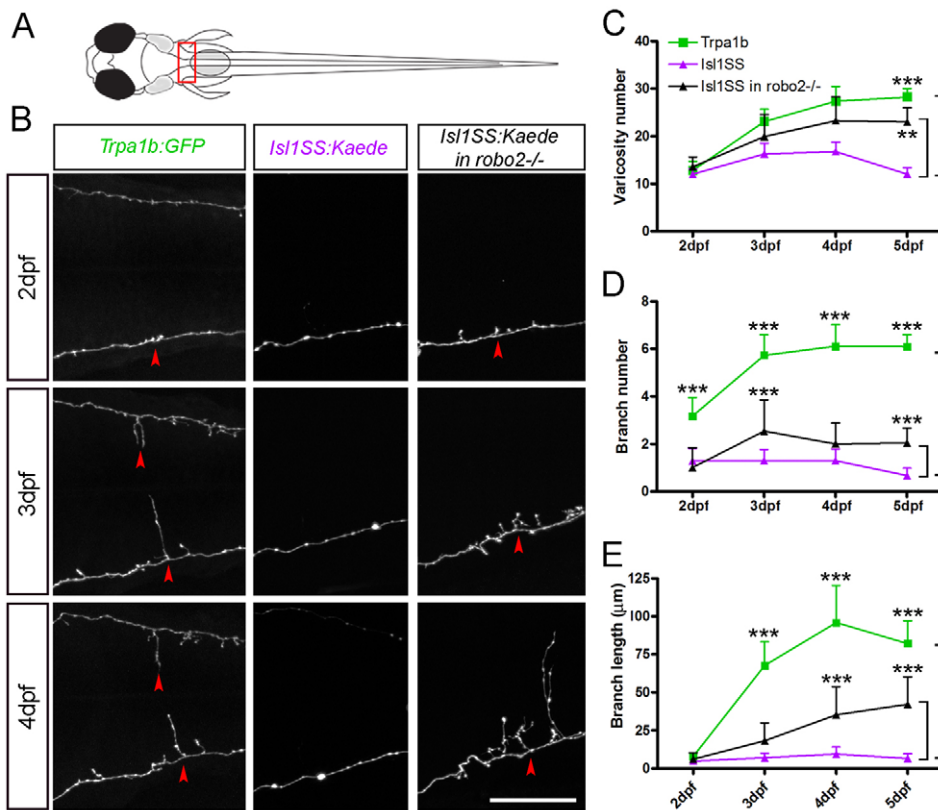 A
B
Trpa1b:GFP
Isl1SS:Kaede
Isl1SS:Kaede
in robo2-/-
2dpf
3dpf
4dpf
C
Trpa1b
Isl1SS
Isl1SS in robo2-/-
***
**
Varicosity number
40
30
20
10
0
2dpf 3dpf 4dpf 5dpf
D
*** *** *** ***
*** ***
Branch number
8
6
4
2
0
2dpf 3dpf 4dpf 5dpf
E
*** *** ***
*** ***
Branch length (μm)
125
100
75
50
25
0
2dpf 3dpf 4dpf 5dpf